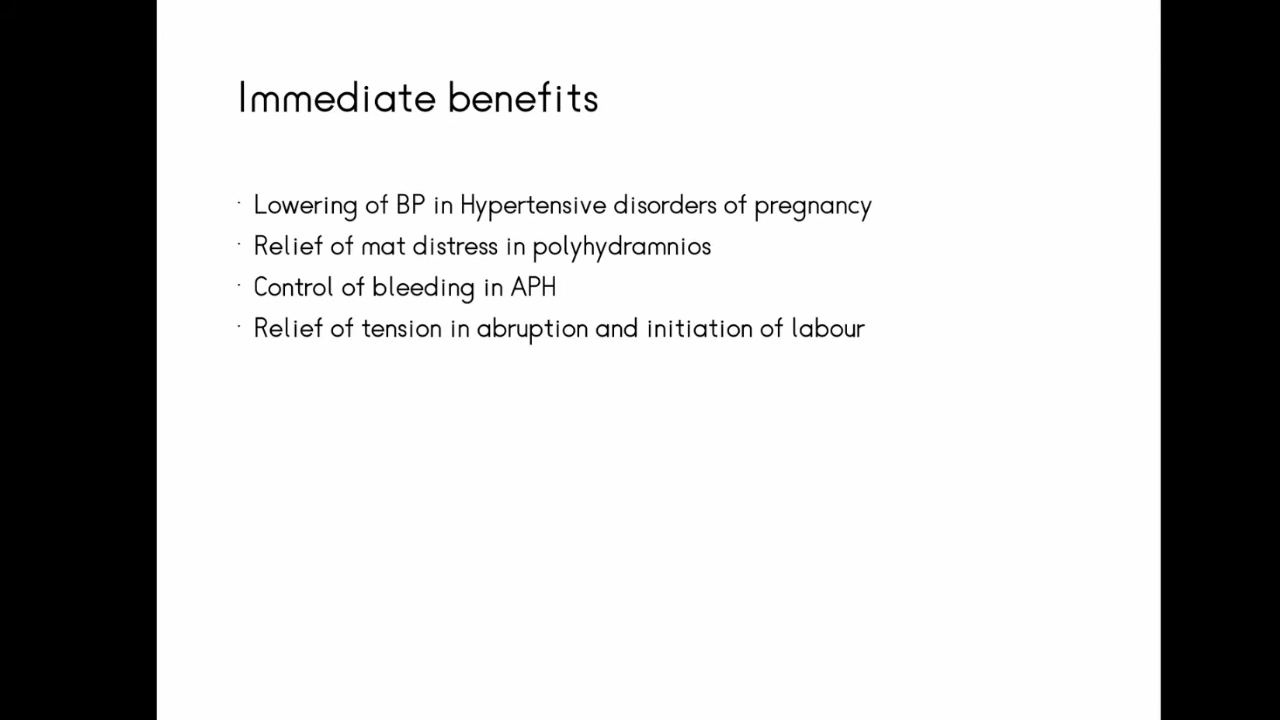 Immediate benefits
· Lowering of BP in Hypertensive disorders of pregnancy
· Relief of mat distress in polyhydramnios
· Control of bleeding in APH
· Relief of tension in abruption and initiation of labour